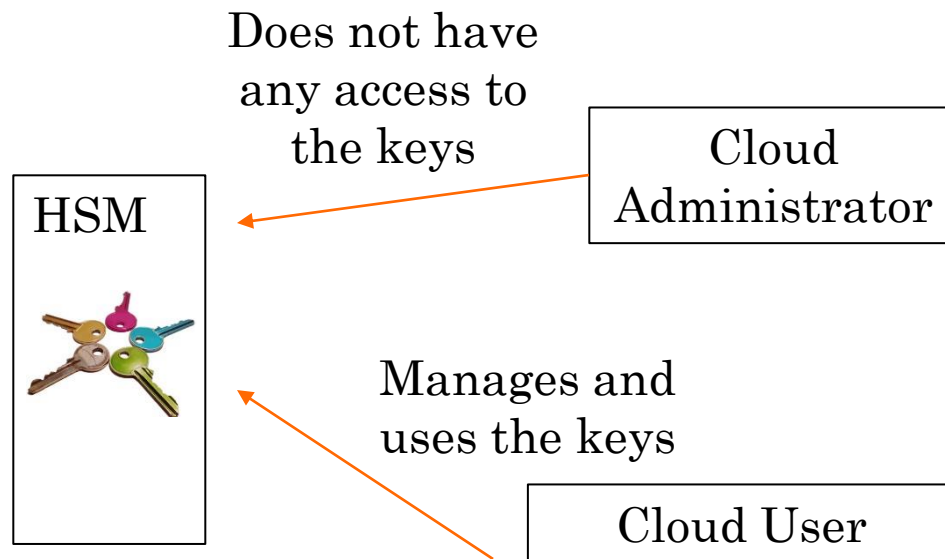 Does not have
any access to
the keys
Cloud
Administrator
HSM
Manages and
uses the keys
Cloud User